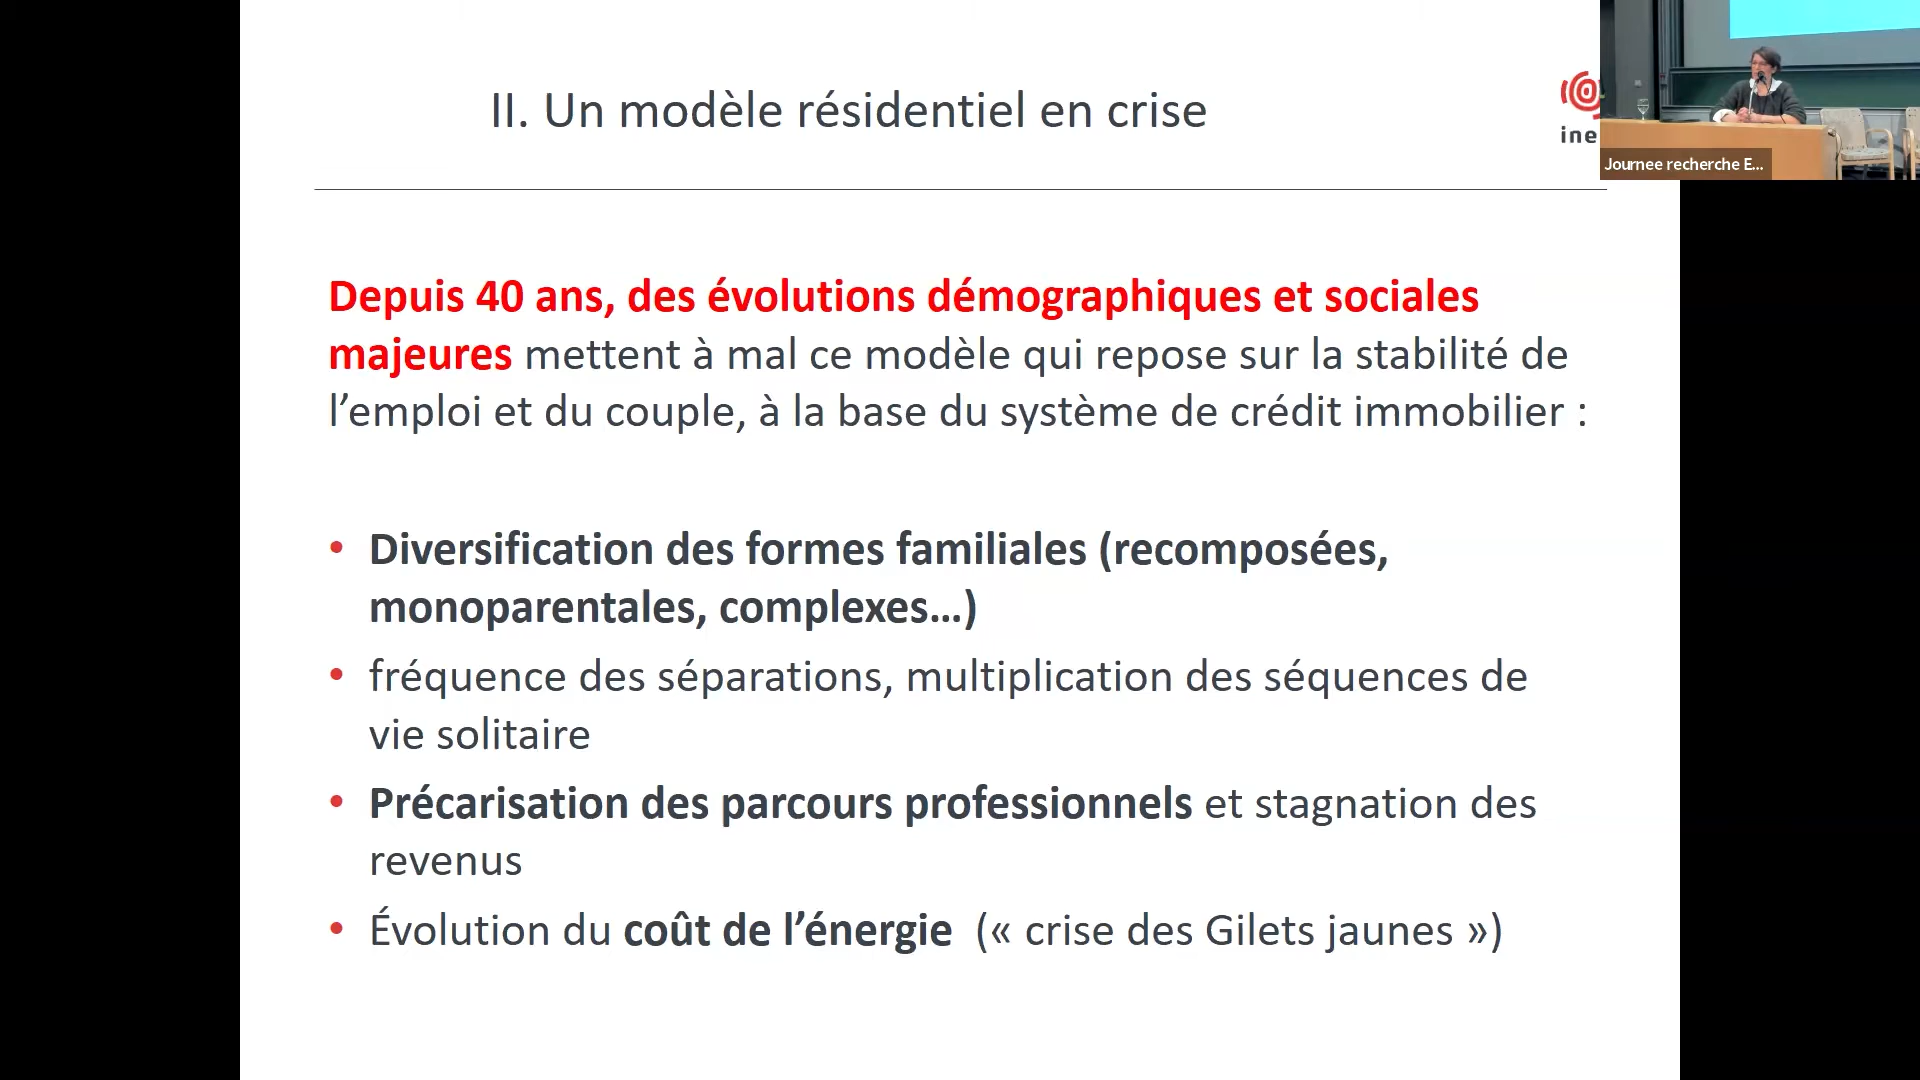 II. Un modèle résidentiel en crise
ine
Journee recherche E...
Depuis 40 ans, des évolutions démographiques et sociales
majeures mettent à mal ce modèle qui repose sur la stabilité de
l’emploi et du couple, à la base du système de crédit immobilier :
• Diversification des formes familiales (recomposées,
monoparentales, complexes…)
• fréquence des séparations, multiplication des séquences de
vie solitaire
• Précarisation des parcours professionnels et stagnation des
revenus
• Évolution du coût de l’énergie (« crise des Gilets jaunes »)